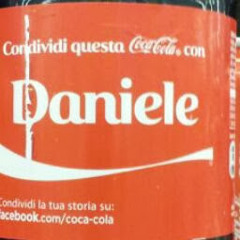 Condividi questa Coca-Cola® con
Daniele
Condividi la tua storia su:
facebook.com/coca-cola